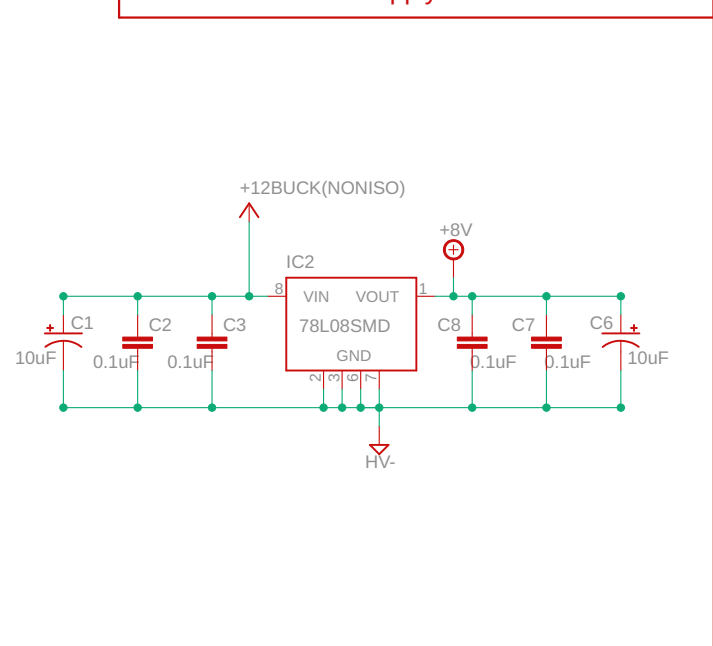 +12BUCK(NONISO)
+8V
IC2
8
VIN
VOUT
1
78L08SMD
GND
2
3
6
7
C1
10uF
C2
0.1uF
C3
0.1uF
C8
0.1uF
C7
0.1uF
C6
10uF
HV-